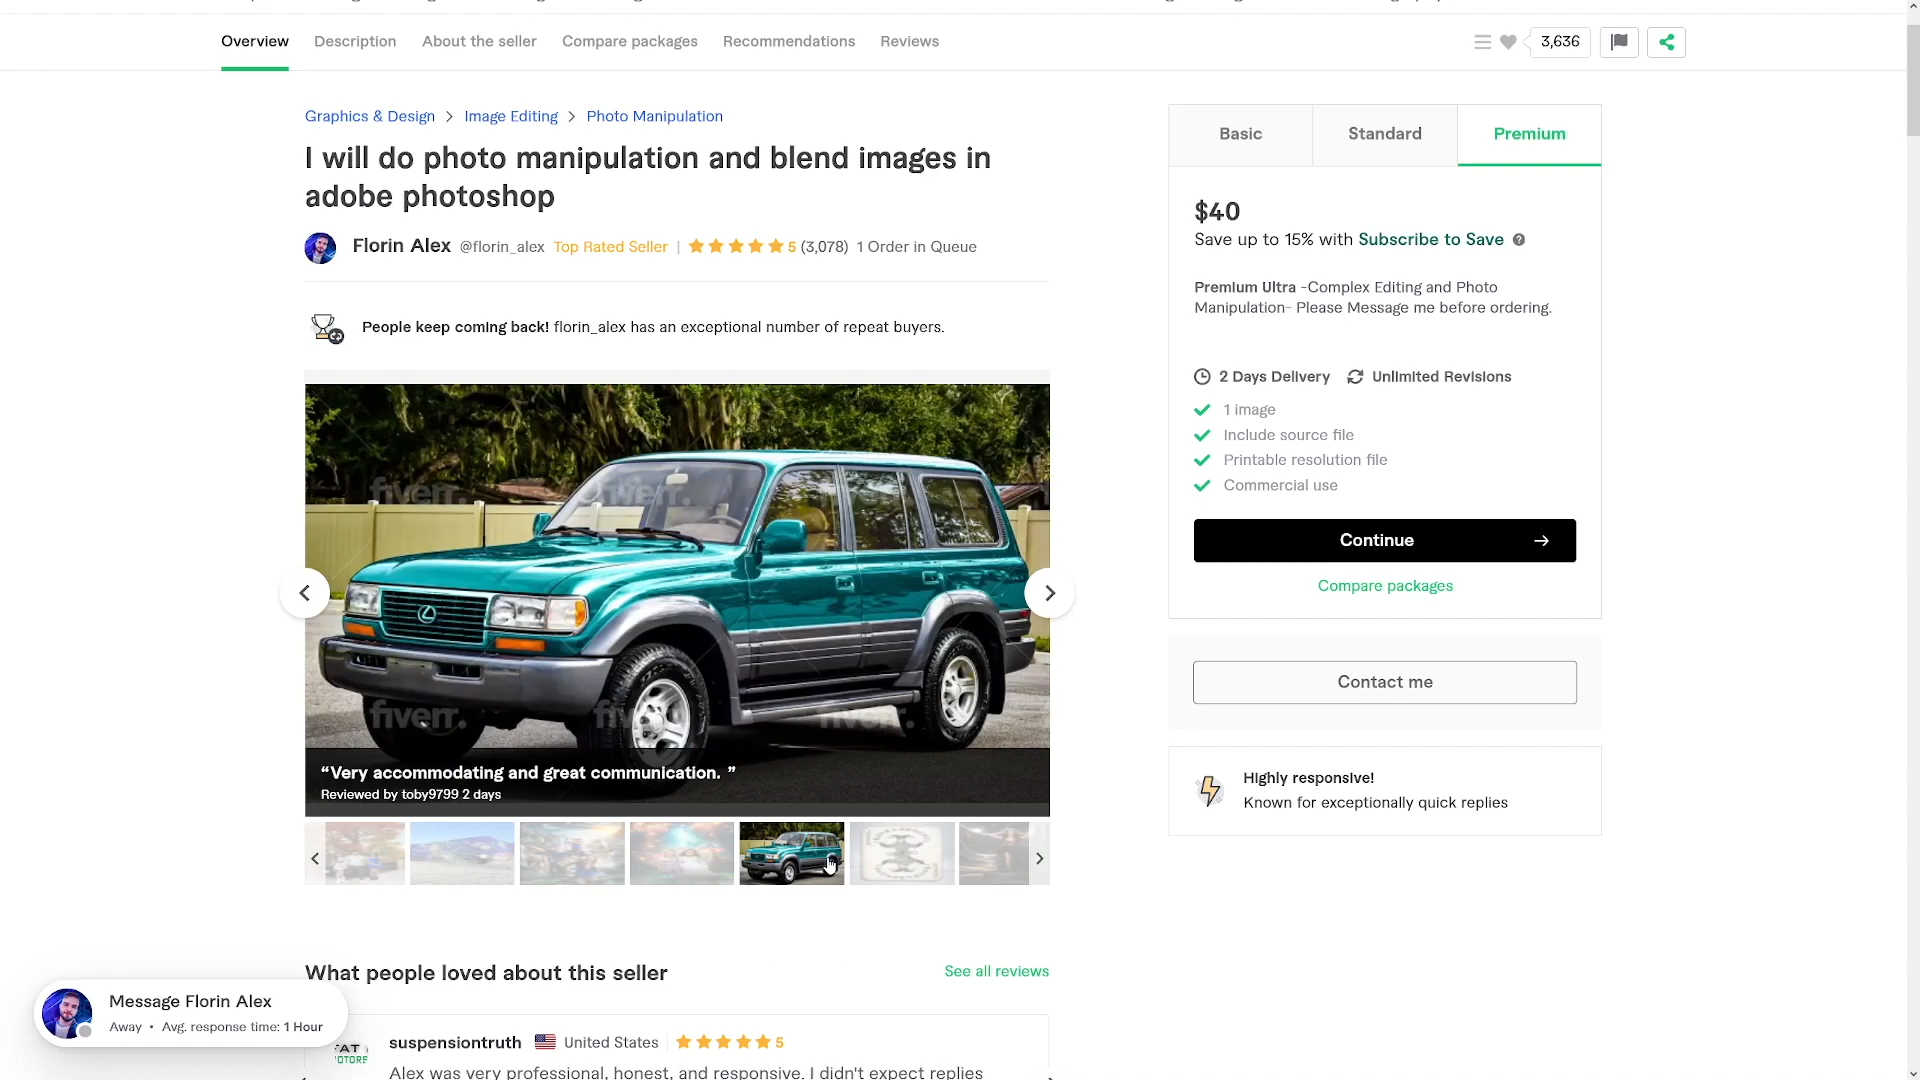 Overview Description About the seller Compare packages Recommendations Reviews 3,636
Graphics & Design > Image Editing > Photo Manipulation
I will do photo manipulation and blend images in
adobe photoshop
Florin Alex @florin_alex Top Rated Seller | 5 (3,078) 1 Order in Queue
People keep coming back! florin_alex has an exceptional number of repeat buyers.
fiverr. fiverr.
fiverr. fiverr. fiverr.
“Very accommodating and great communication. ”
Reviewed by toby9799 2 days
What people loved about this seller See all reviews
suspensiontruth United States 5
Alex was very professional, honest, and responsive. I didn't expect replies
Basic Standard Premium
$40
Save up to 15% with Subscribe to Save ?
Premium Ultra -Complex Editing and Photo
Manipulation- Please Message me before ordering.
2 Days Delivery Unlimited Revisions
1 image
Include source file
Printable resolution file
Commercial use
Continue →
Compare packages
Contact me
Highly responsive!
Known for exceptionally quick replies
Message Florin Alex
Away • Avg. response time: 1 Hour